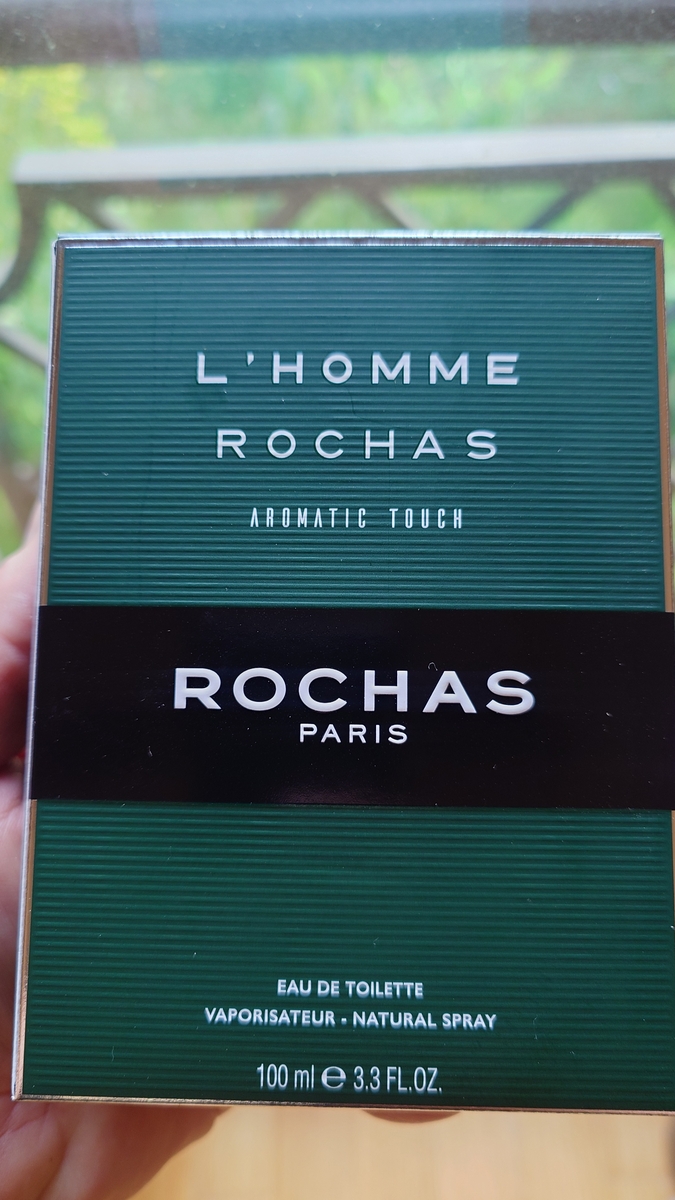 L'HOMME
ROCHAS
AROMATIC TOUCH
ROCHAS
PARIS
EAU DE TOILETTE
VAPORISATEUR - NATURAL SPRAY
100 ml ℮ 3.3 FL.OZ.